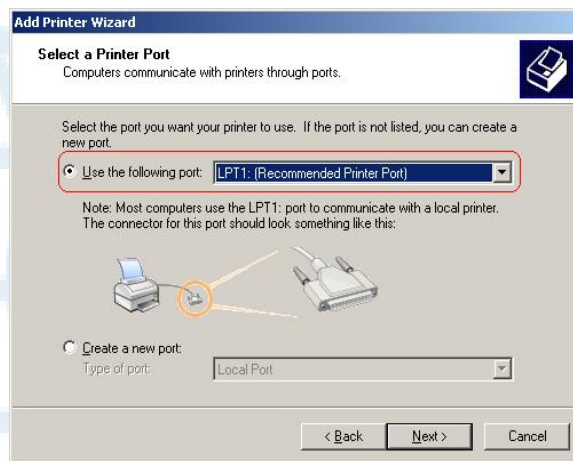 Add Printer Wizard
Select a Printer Port
Computers communicate with printers through ports.
Select the port you want your printer to use. If the port is not listed, you can create a
new port.
Use the following port: LPT1: (Recommended Printer Port)
Note: Most computers use the LPT1: port to communicate with a local printer.
The connector for this port should look something like this:
Create a new port:
Type of port: Local Port
< Back Next > Cancel